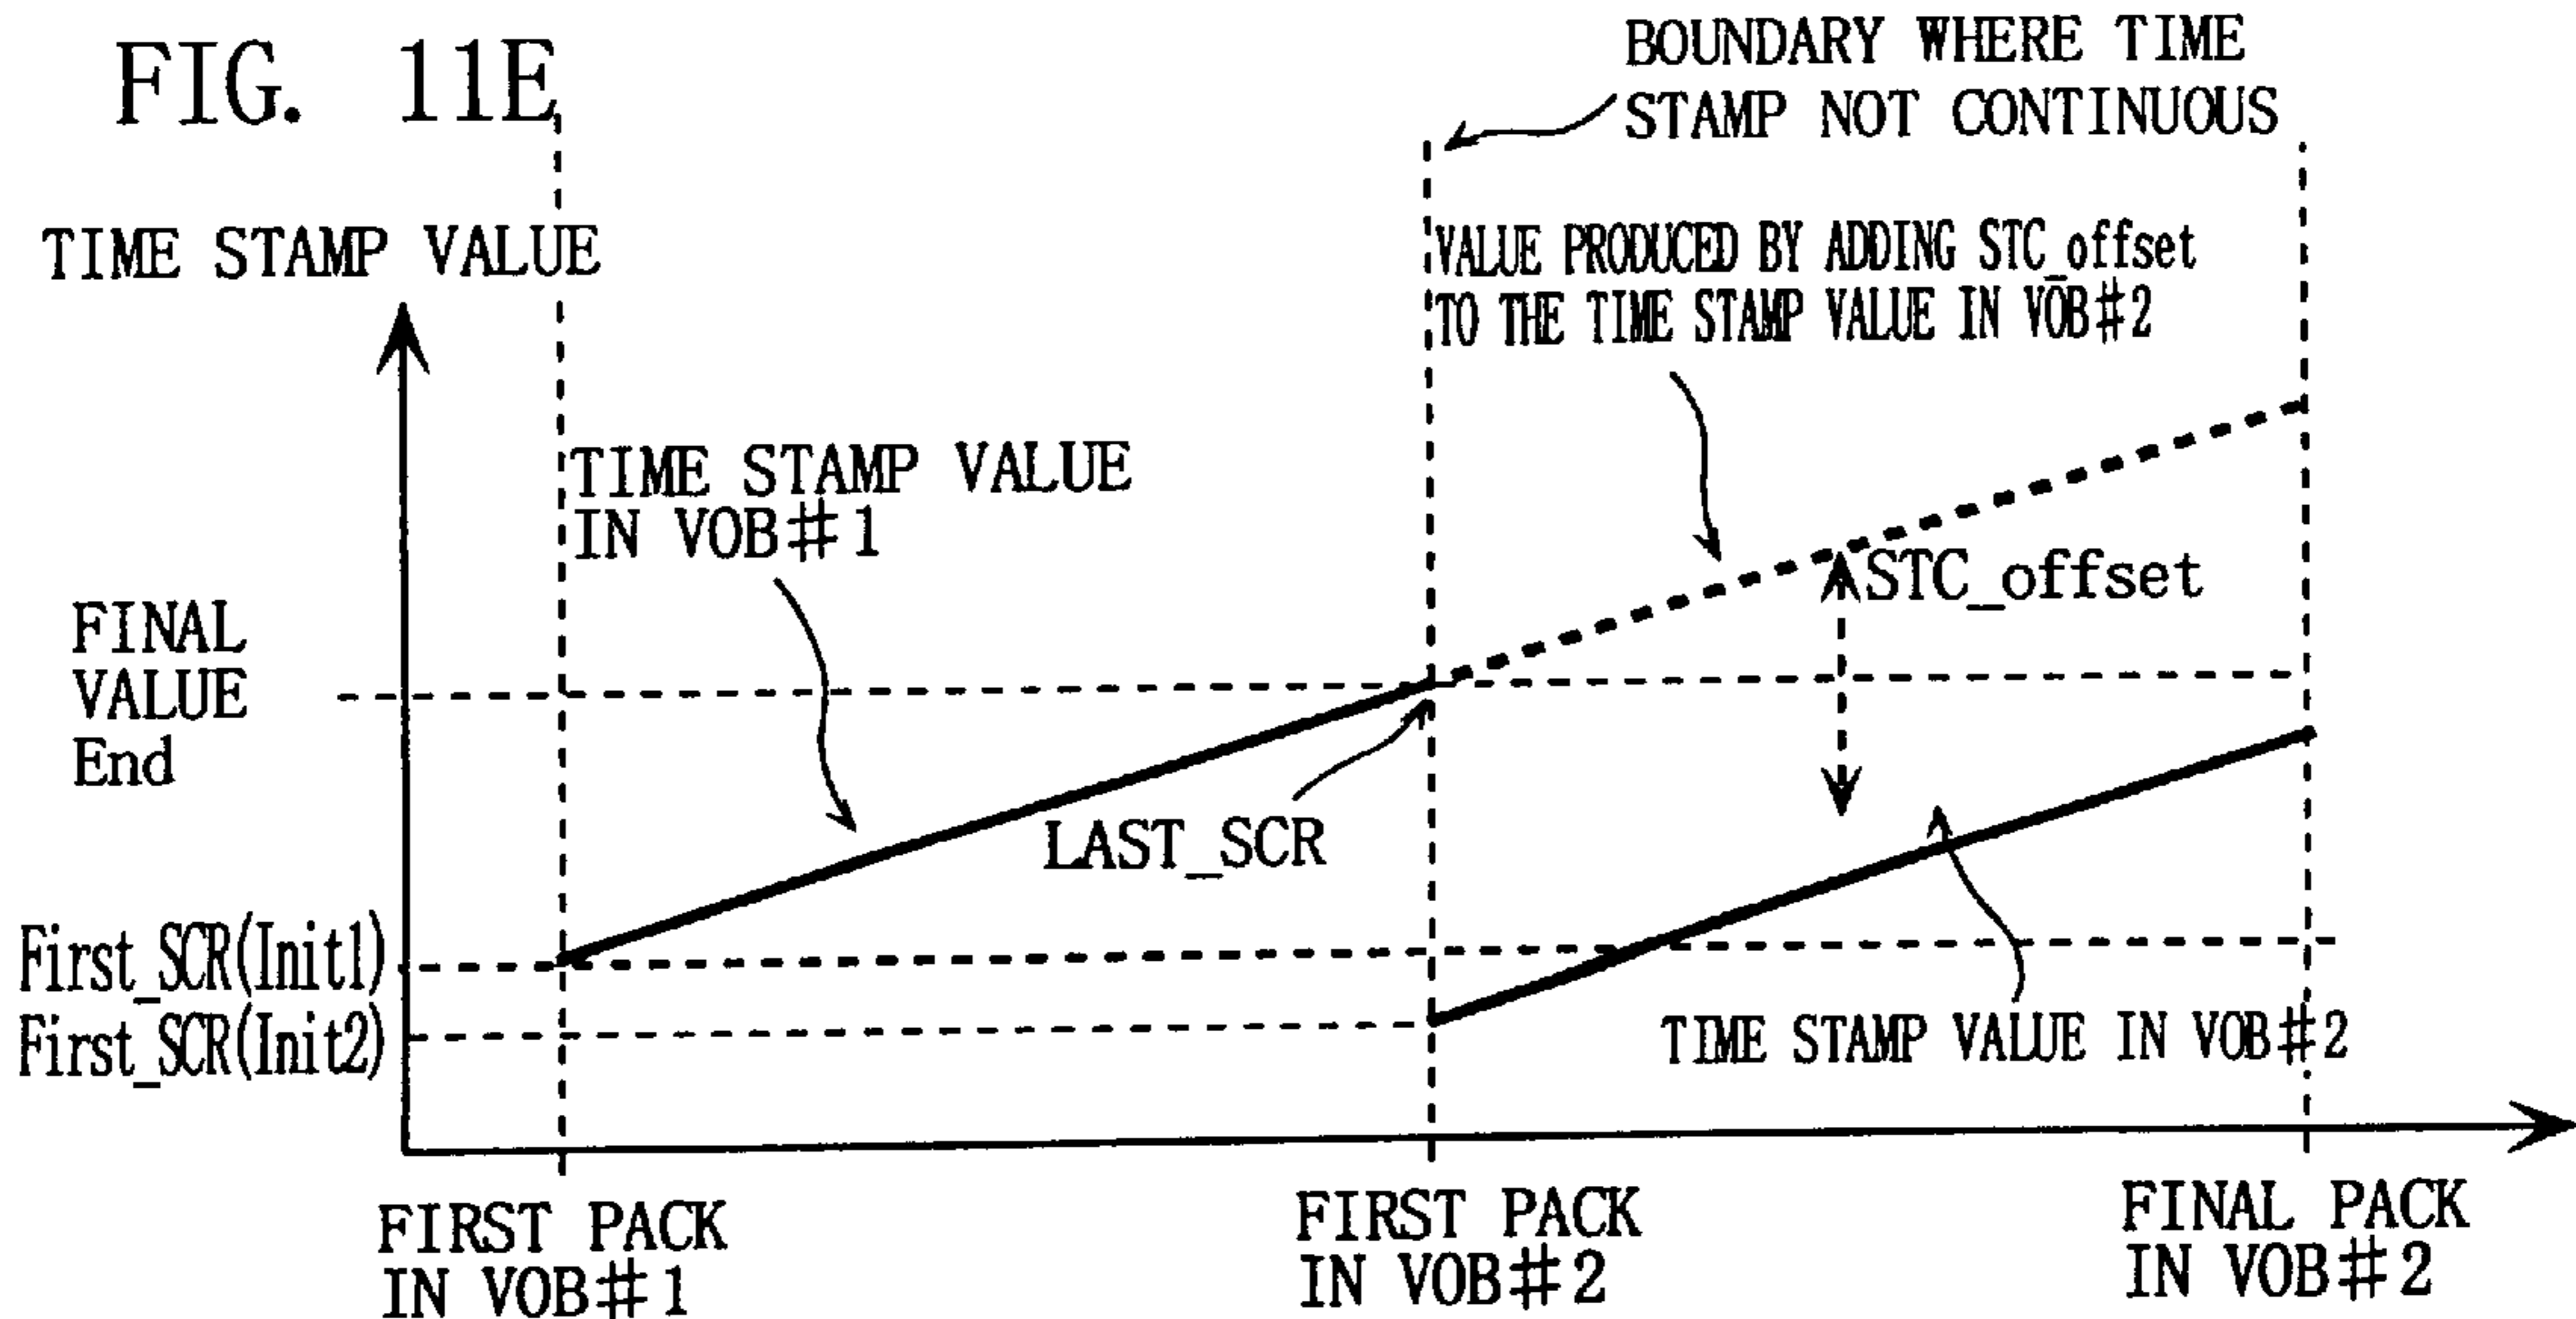 FIG. 11E
BOUNDARY WHERE TIME
STAMP NOT CONTINUOUS
TIME STAMP VALUE
VALUE PRODUCED BY ADDING STC_offset
TO THE TIME STAMP VALUE IN VOB#2
TIME STAMP VALUE
IN VOB#1
STC_offset
FINAL
VALUE
End
LAST_SCR
First_SCR(Init1)
First_SCR(Init2)
TIME STAMP VALUE IN VOB#2
FIRST PACK
IN VOB#1
FIRST PACK
IN VOB#2
FINAL PACK
IN VOB#2